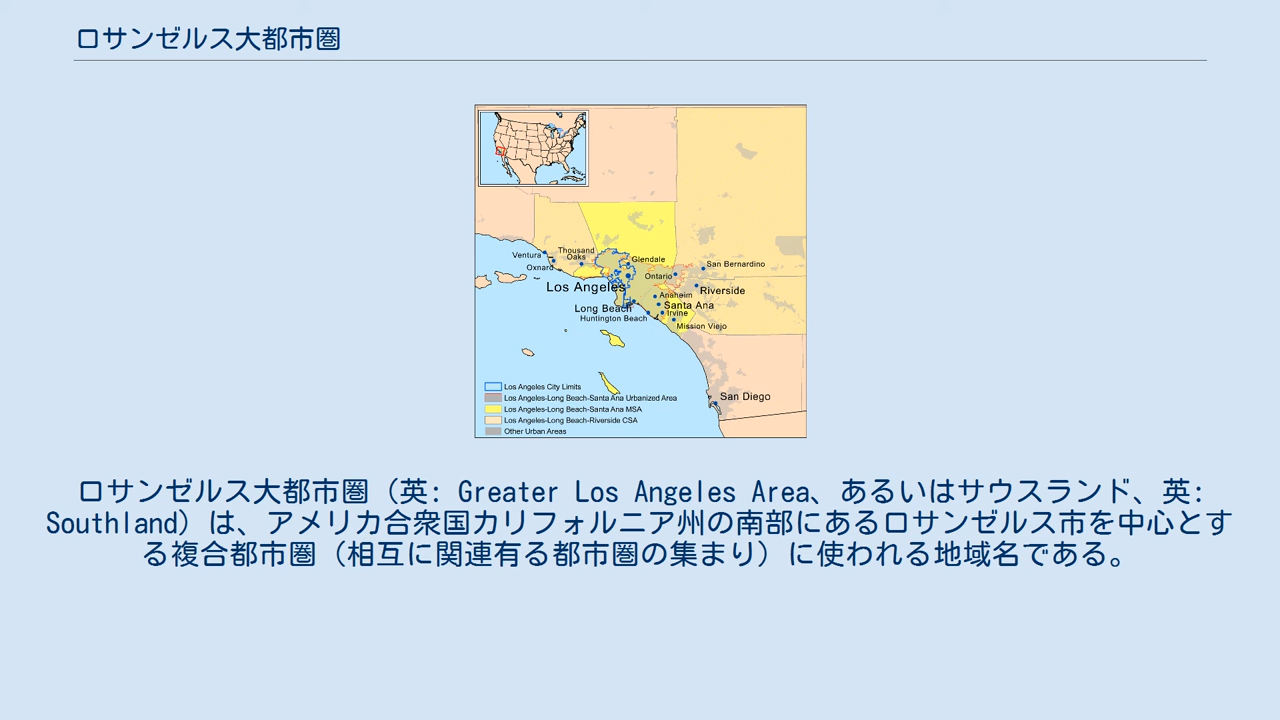 ロサンゼルス大都市圏
Ventura
Oxnard
Thousand
Oaks
Glendale
Ontario
San Bernardino
Los Angeles
Riverside
Anaheim
Long Beach
Santa Ana
Irvine
Huntington Beach
Mission Viejo
San Diego
Los Angeles City Limits
Los Angeles-Long Beach-Santa Ana Urbanized Area
Los Angeles-Long Beach-Santa Ana MSA
Los Angeles-Long Beach-Riverside CSA
Other Urban Areas
ロサンゼルス大都市圏（英: Greater Los Angeles Area、あるいはサウスランド、英:
Southland）は、アメリカ合衆国カリフォルニア州の南部にあるロサンゼルス市を中心とす
る複合都市圏（相互に関連有る都市圏の集まり）に使われる地域名である。